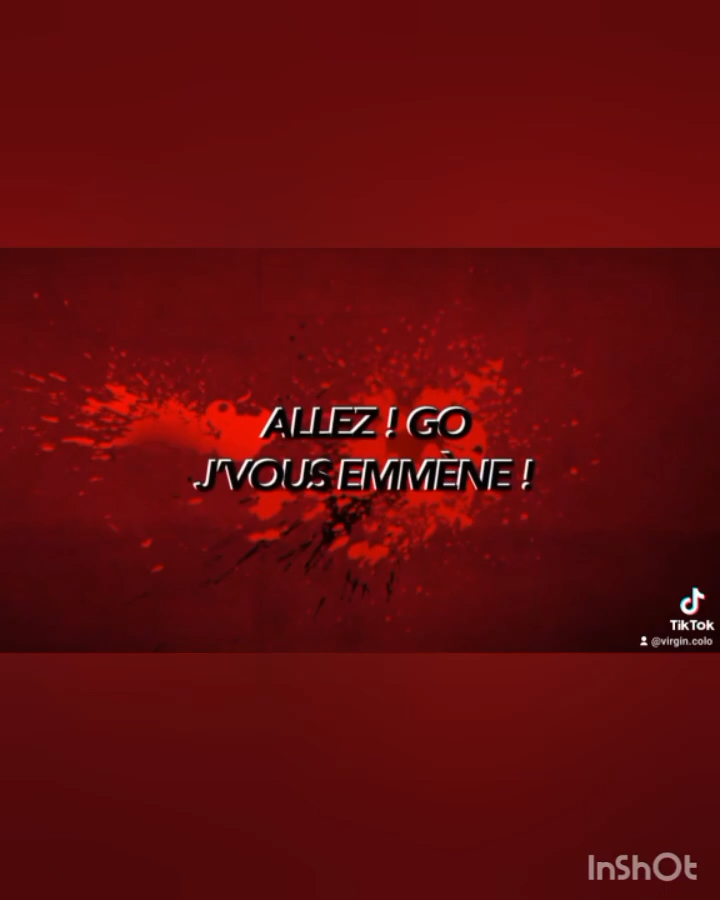 ALLEZ ! GO
J'VOUS EMMÈNE !
TikTok
@virgin.colo
InShOt